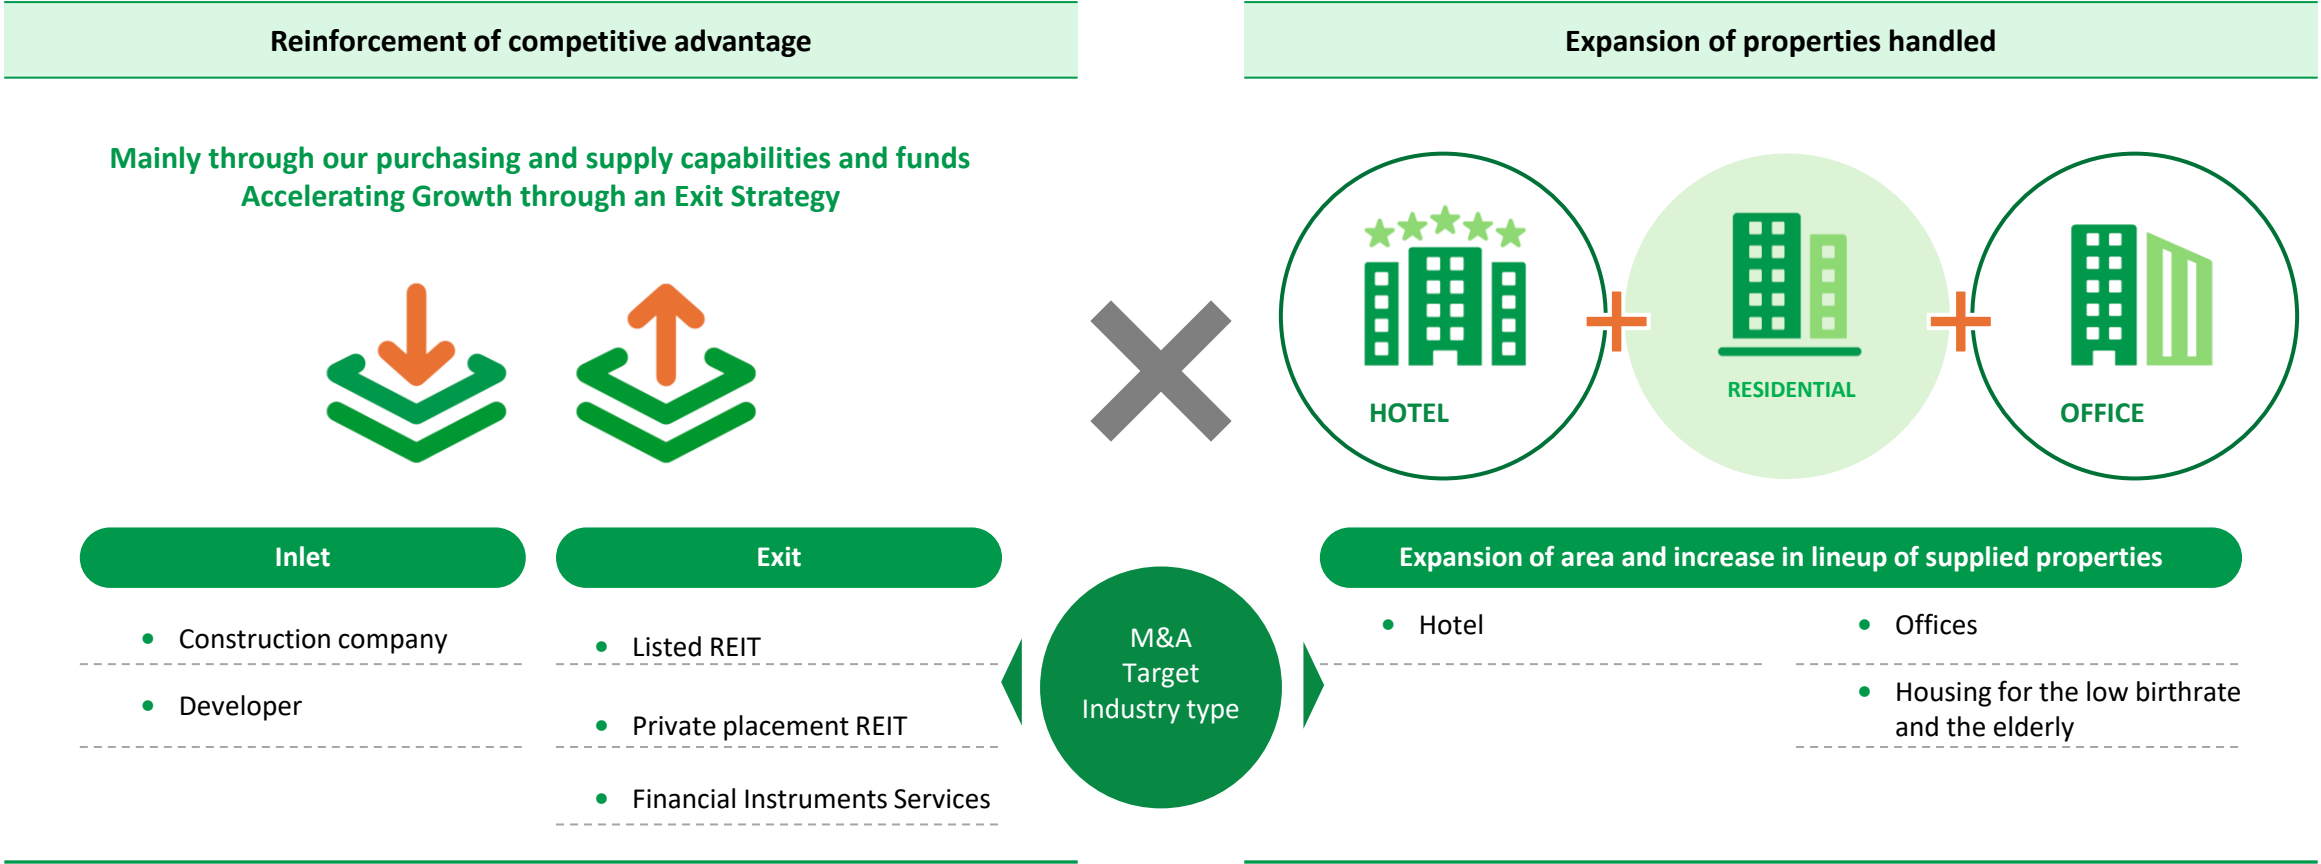 Reinforcement of competitive advantage
Mainly through our purchasing and supply capabilities and funds
Accelerating Growth through an Exit Strategy
Inlet
• Construction company
• Developer
Exit
• Listed REIT
• Private placement REIT
• Financial Instruments Services
M&A
Target
Industry type
Expansion of properties handled
HOTEL
RESIDENTIAL
OFFICE
Expansion of area and increase in lineup of supplied properties
• Hotel
• Offices
• Housing for the low birthrate
and the elderly